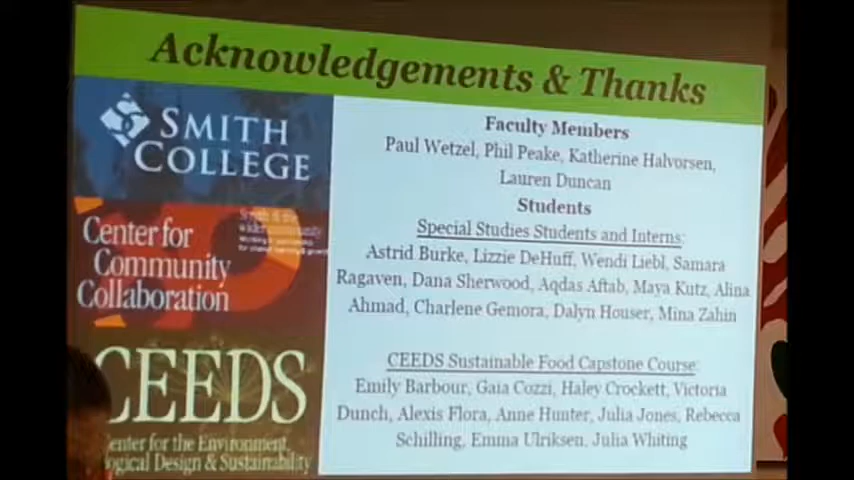 Acknowledgements & Thanks
SMITH
COLLEGE
Center for
Community
Collaboration
wider community
CEEDS
enter for the Environment,
ogical Design & Sustainability
Faculty Members
Paul Wetzel, Phil Peake, Katherine Halvorsen,
Lauren Duncan
Students
Special Studies Students and Interns:
Astrid Burke, Lizzie DeHuff, Wendi Liebl, Samara
Ragaven, Dana Sherwood, Aqdas Aftab, Maya Kutz, Alina
Ahmad, Charlene Gemora, Dalyn Houser, Mina Zahin
CEEDS Sustainable Food Capstone Course:
Emily Barbour, Gaia Cozzi, Haley Crockett, Victoria
Dunch, Alexis Flora, Anne Hunter, Julia Jones, Rebecca
Schilling, Emma Ulriksen, Julia Whiting